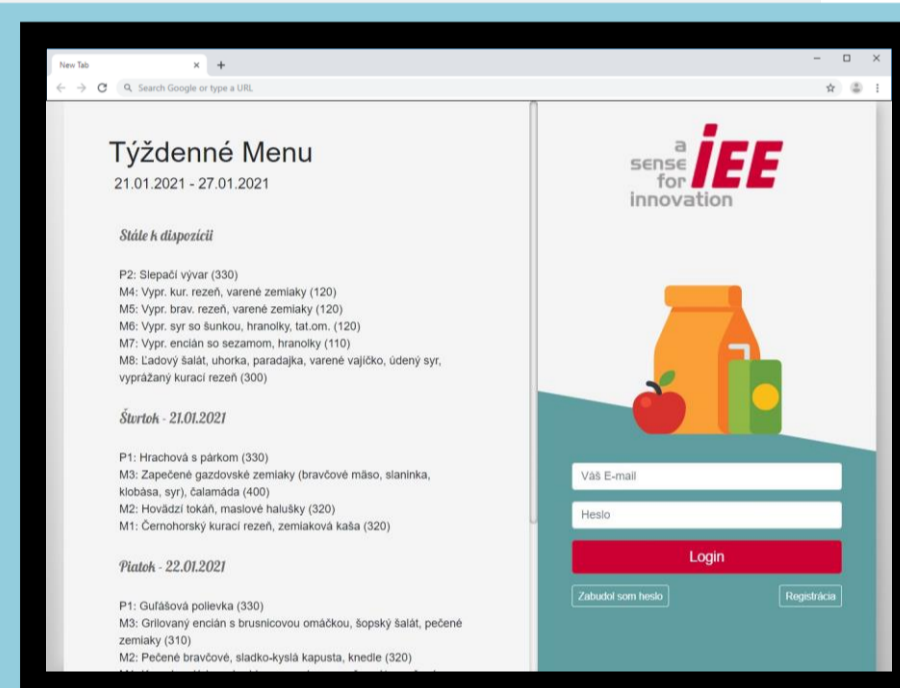 New Tab
Search Google or type a URL
Týždenné Menu
21.01.2021 - 27.01.2021
Stále k dispozícii
P2: Slepačí vývar (330)
M4: Vypr. kur. rezeň, varené zemiaky (120)
M5: Vypr. brav. rezeň, varené zemiaky (120)
M6: Vypr. syr so šunkou, hranolky, tat.om. (120)
M7: Vypr. encián so sezamom, hranolky (110)
M8: Ľadový šalát, uhorka, paradajka, varené vajíčko, údený syr,
vyprážaný kurací rezeň (300)
Štvrtok - 21.01.2021
P1: Hrachová s párkom (330)
M3: Zapečené gazdovské zemiaky (bravčové mäso, slaninka,
klobása, syr), čalamáda (400)
M2: Hovädzí tokáň, maslové halušky (320)
M1: Černohorský kurací rezeň, zemiaková kaša (320)
Piatok - 22.01.2021
P1: Guľášová polievka (330)
M3: Grilovaný encián s brusnicovou omáčkou, šopský šalát, pečené
zemiaky (310)
M2: Pečené bravčové, sladko-kyslá kapusta, knedle (320)
a
sense
for
innovation
iEE
Váš E-mail
Heslo
Login
Zabudol som heslo
Registrácia